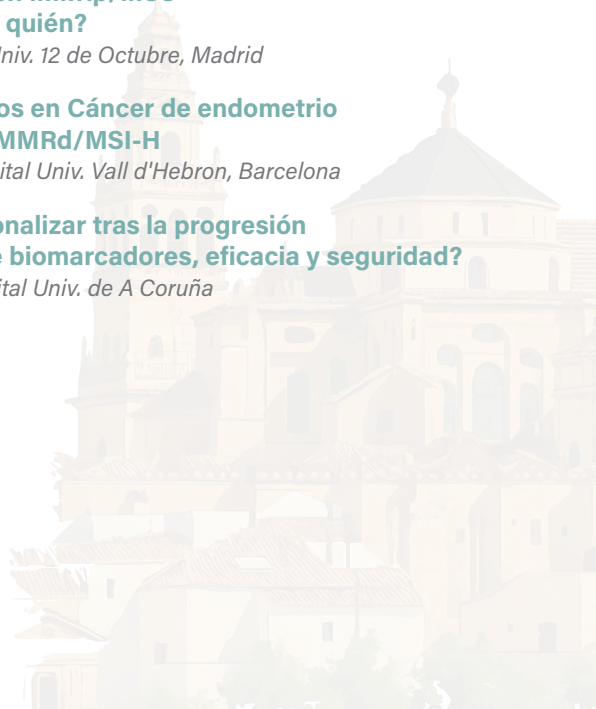 quién?
Univ. 12 de Octubre, Madrid
os en Cáncer de endometrio
MMRd/MSI-H
ital Univ. Vall d'Hebron, Barcelona
onalizar tras la progresión
e biomarcadores, eficacia y seguridad?
ital Univ. de A Coruña